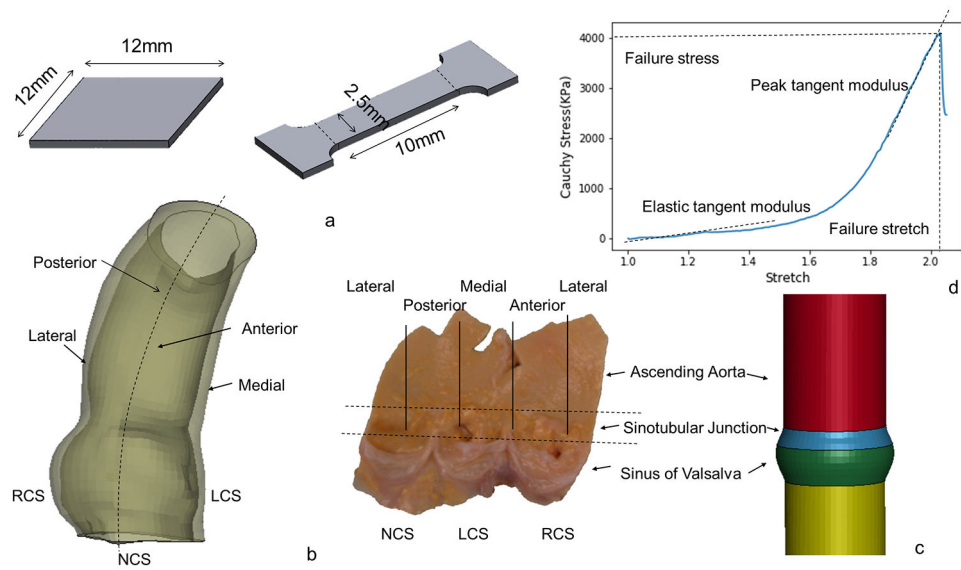 12mm
12mm
2.5mm
10mm
a
Cauchy Stress(KPa)
4000
3000
2000
1000
0
Failure stress
Peak tangent modulus
Elastic tangent modulus
Failure stretch
1.0 1.2 1.4 1.6 1.8 2.0
Stretch
d
Posterior
Anterior
Lateral
Medial
RCS
LCS
NCS
b
Lateral Medial Lateral
Posterior Anterior
Ascending Aorta
Sinotubular Junction
Sinus of Valsalva
NCS LCS RCS
c